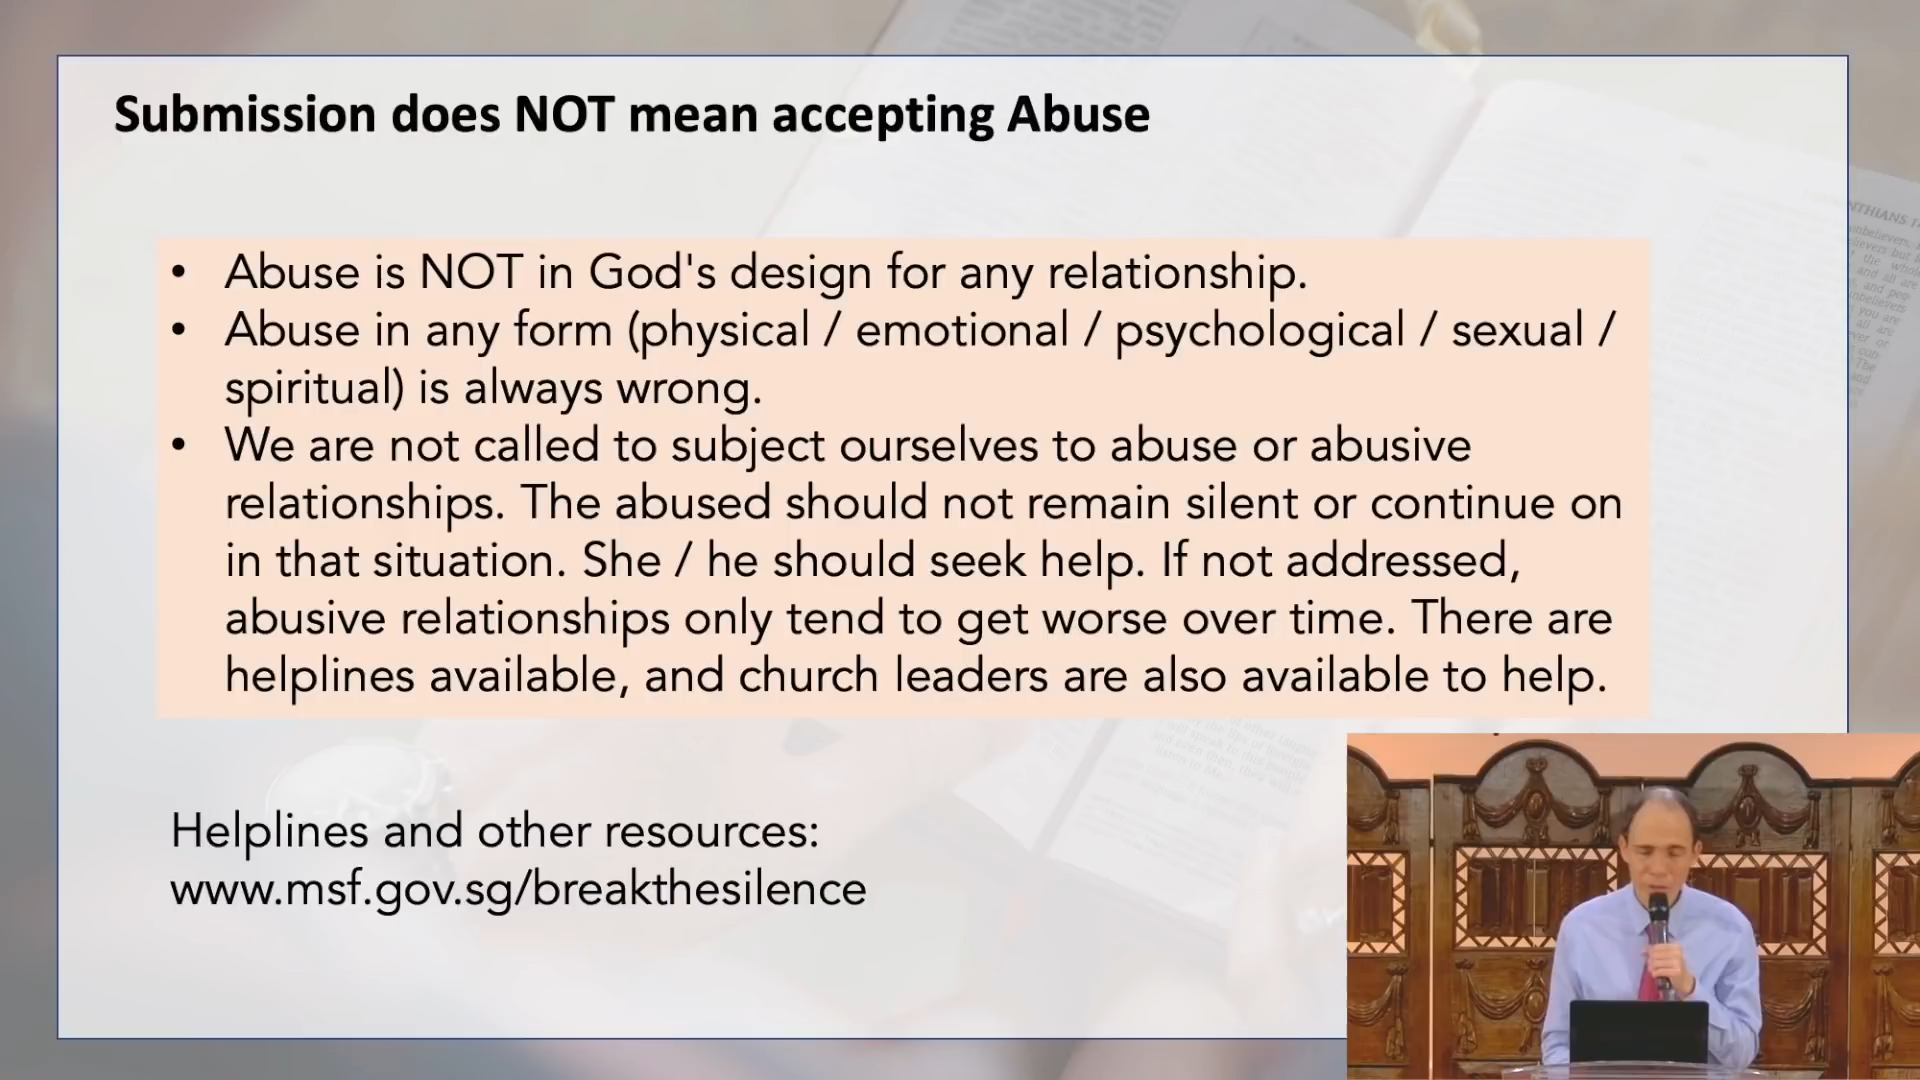 Submission does NOT mean accepting Abuse
• Abuse is NOT in God's design for any relationship.
• Abuse in any form (physical / emotional / psychological / sexual /
spiritual) is always wrong.
• We are not called to subject ourselves to abuse or abusive
relationships. The abused should not remain silent or continue on
in that situation. She / he should seek help. If not addressed,
abusive relationships only tend to get worse over time. There are
helplines available, and church leaders are also available to help.
Helplines and other resources:
www.msf.gov.sg/breakthesilence